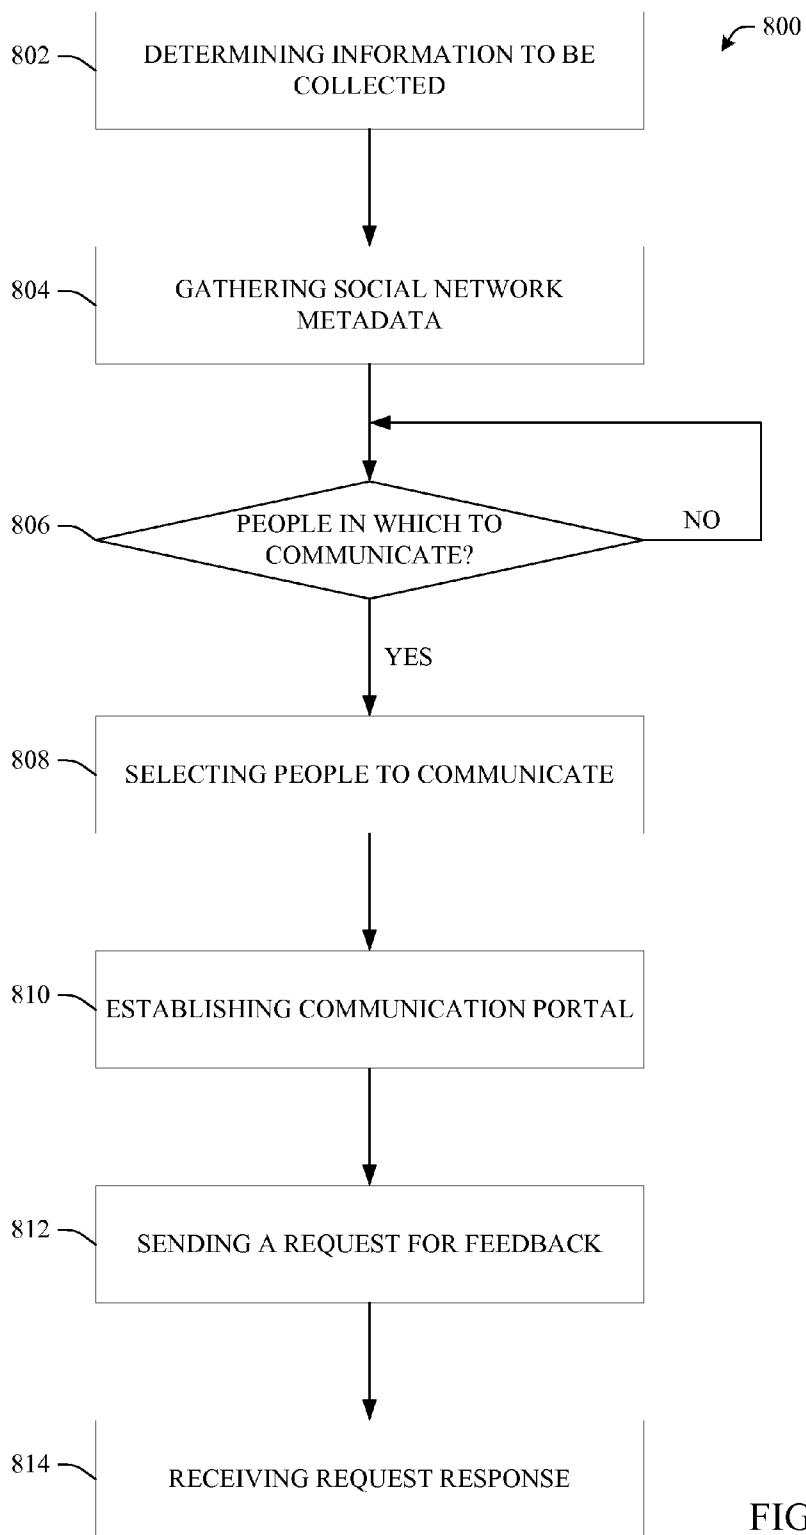 800
802
DETERMINING INFORMATION TO BE
COLLECTED
804
GATHERING SOCIAL NETWORK
METADATA
806
PEOPLE IN WHICH TO
COMMUNICATE?
NO
YES
808
SELECTING PEOPLE TO COMMUNICATE
810
ESTABLISHING COMMUNICATION PORTAL
812
SENDING A REQUEST FOR FEEDBACK
814
RECEIVING REQUEST RESPONSE
FIG